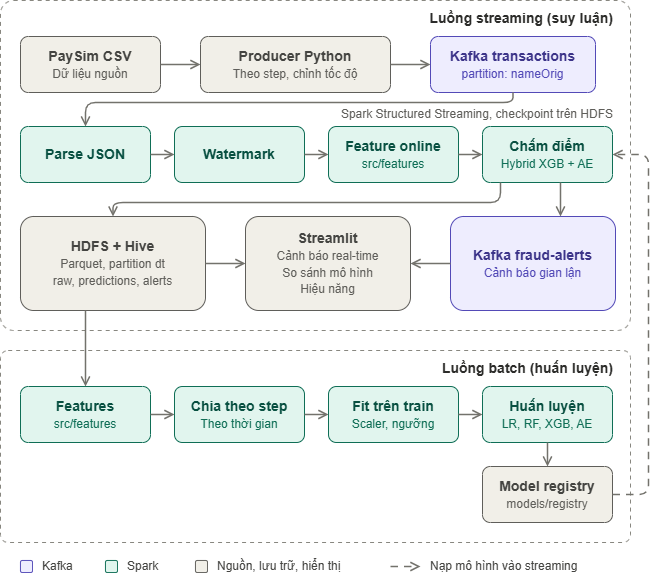 Luồng streaming (suy luận)
PaySim CSV
Dữ liệu nguồn
Producer Python
Theo step, chỉnh tốc độ
Kafka transactions
partition: nameOrig
Spark Structured Streaming, checkpoint trên HDFS
Parse JSON
Watermark
Feature online
src/features
Chấm điểm
Hybrid XGB + AE
HDFS + Hive
Parquet, partition dt
raw, predictions, alerts
Streamlit
Cảnh báo real-time
So sánh mô hình
Hiệu năng
Kafka fraud-alerts
Cảnh báo gian lận
Luồng batch (huấn luyện)
Features
src/features
Chia theo step
Theo thời gian
Fit trên train
Scaler, ngưỡng
Huấn luyện
LR, RF, XGB, AE
Model registry
models/registry
Kafka
Spark
Nguồn, lưu trữ, hiển thị
Nạp mô hình vào streaming